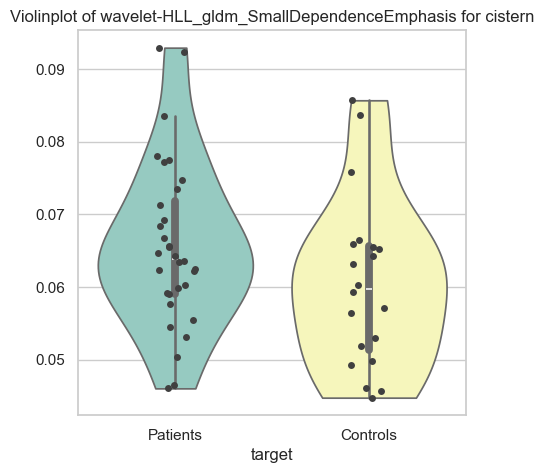 Violinplot of wavelet-HLL_gldm_SmallDependenceEmphasis for cistern
0.09
0.08
0.07
0.06
0.05
Patients Controls
target